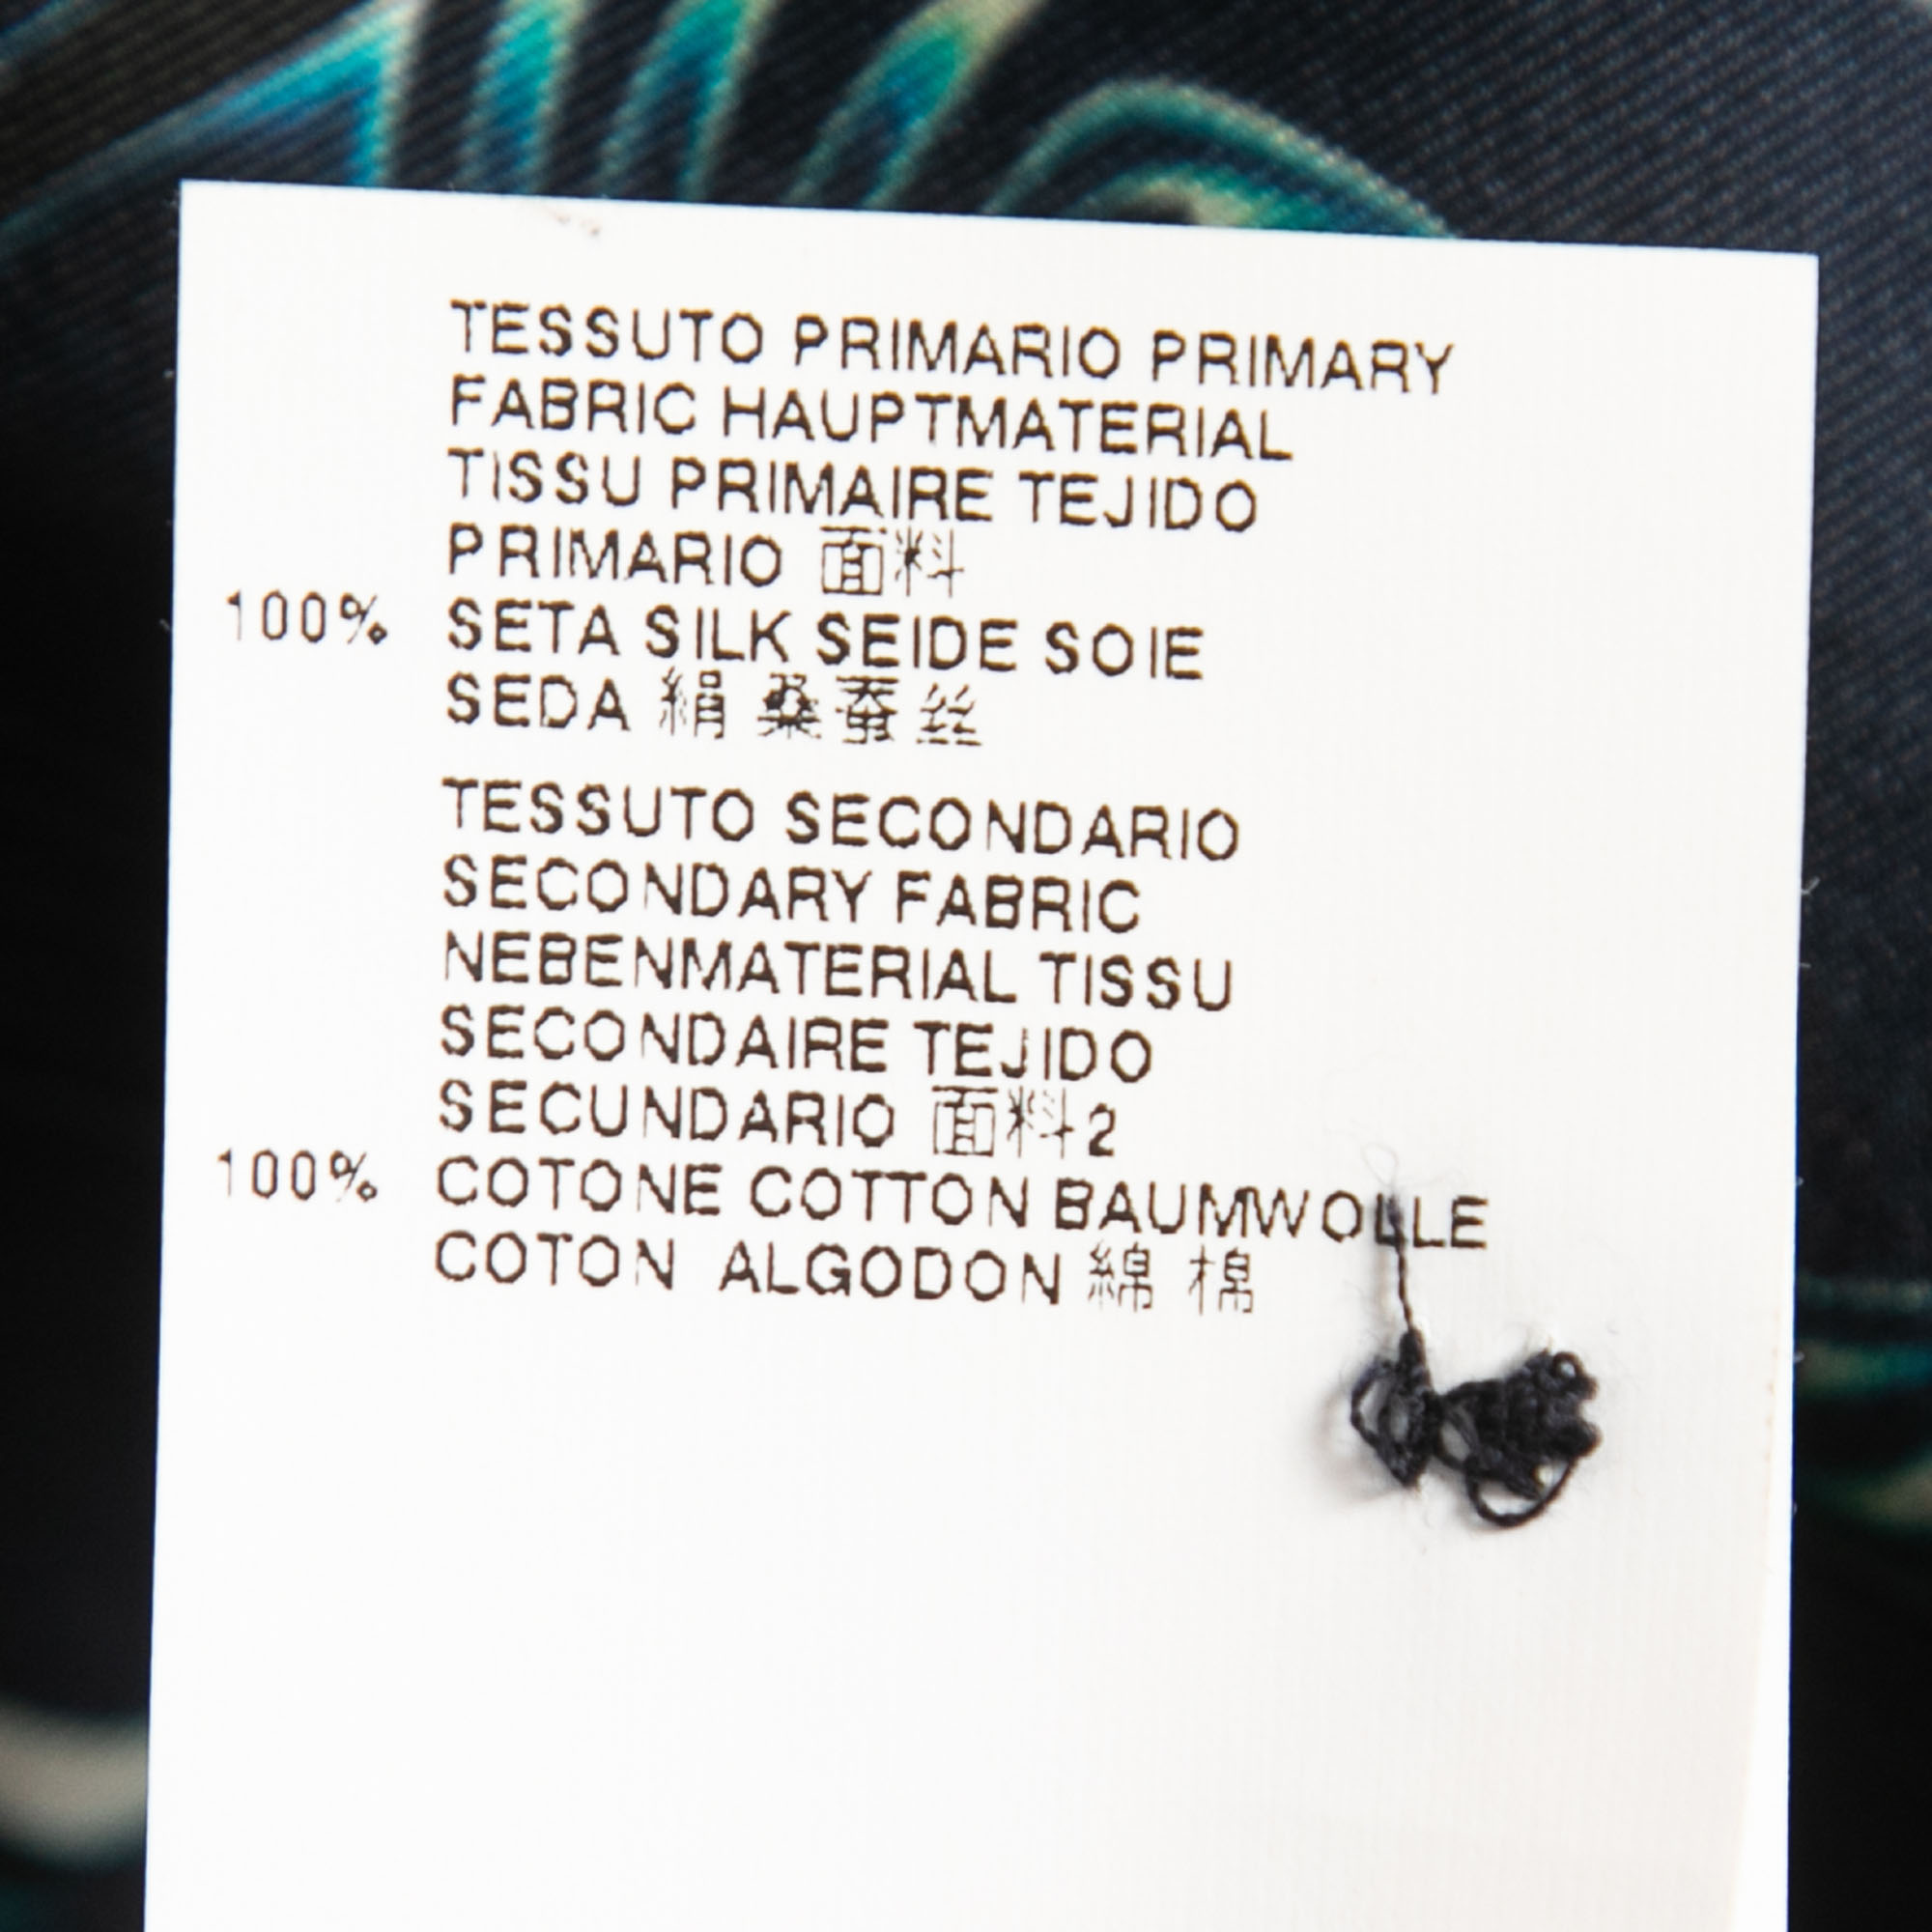 TESSUTO PRIMARIO PRIMARY
FABRIC HAUPTMATERIAL
TISSU PRIMAIRE TEJIDO
PRIMARIO 面料
100% SETA SILK SEIDE SOIE
SEDA 絹 桑蚕丝
TESSUTO SECONDARIO
SECONDARY FABRIC
NEBENMATERIAL TISSU
SECONDAIRE TEJIDO
SECUNDARIO 面料2
100% COTONE COTTON BAUMWOLLE
COTON ALGODON 綿 棉